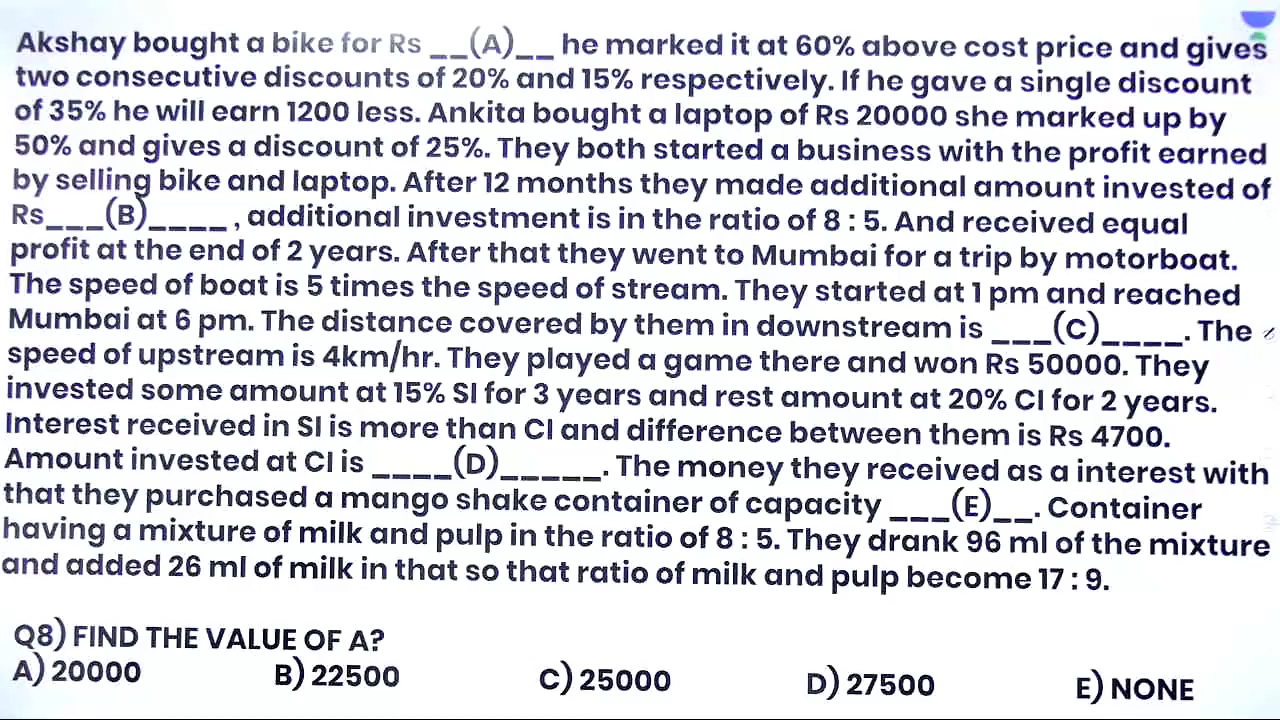 Akshay bought a bike for Rs __(A)__ he marked it at 60% above cost price and gives
two consecutive discounts of 20% and 15% respectively. If he gave a single discount
of 35% he will earn 1200 less. Ankita bought a laptop of Rs 20000 she marked up by
50% and gives a discount of 25%. They both started a business with the profit earned
by selling bike and laptop. After 12 months they made additional amount invested of
Rs___(B)____, additional investment is in the ratio of 8 : 5. And received equal
profit at the end of 2 years. After that they went to Mumbai for a trip by motorboat.
The speed of boat is 5 times the speed of stream. They started at 1 pm and reached
Mumbai at 6 pm. The distance covered by them in downstream is ___(C)____. The
speed of upstream is 4km/hr. They played a game there and won Rs 50000. They
invested some amount at 15% SI for 3 years and rest amount at 20% CI for 2 years.
Interest received in SI is more than CI and difference between them is Rs 4700.
Amount invested at CI is ____(D)_____. The money they received as a interest with
that they purchased a mango shake container of capacity ___(E)__. Container
having a mixture of milk and pulp in the ratio of 8 : 5. They drank 96 ml of the mixture
and added 26 ml of milk in that so that ratio of milk and pulp become 17 : 9.
Q8) FIND THE VALUE OF A?
A) 20000 B) 22500 C) 25000 D) 27500 E) NONE